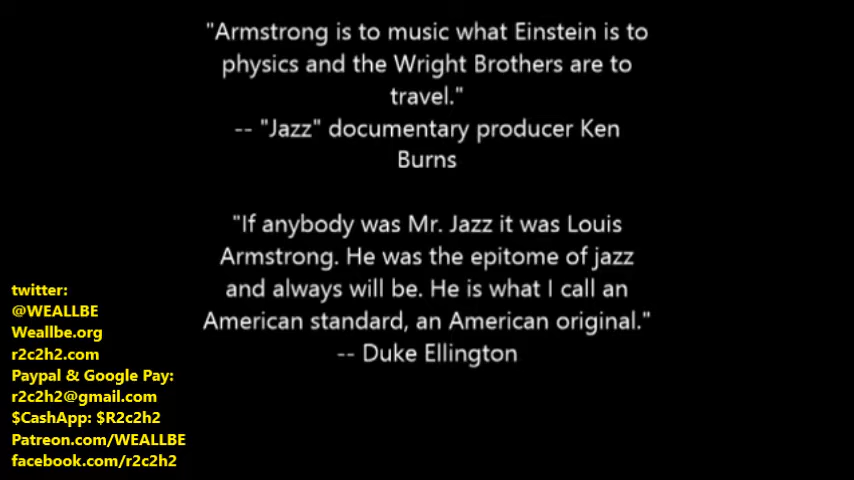 "Armstrong is to music what Einstein is to
physics and the Wright Brothers are to
travel."
-- "Jazz" documentary producer Ken
Burns
"If anybody was Mr. Jazz it was Louis
Armstrong. He was the epitome of jazz
and always will be. He is what I call an
American standard, an American original."
-- Duke Ellington
twitter:
@WEALLBE
Weallbe.org
r2c2h2.com
Paypal & Google Pay:
r2c2h2@gmail.com
$CashApp: $R2c2h2
Patreon.com/WEALLBE
facebook.com/r2c2h2